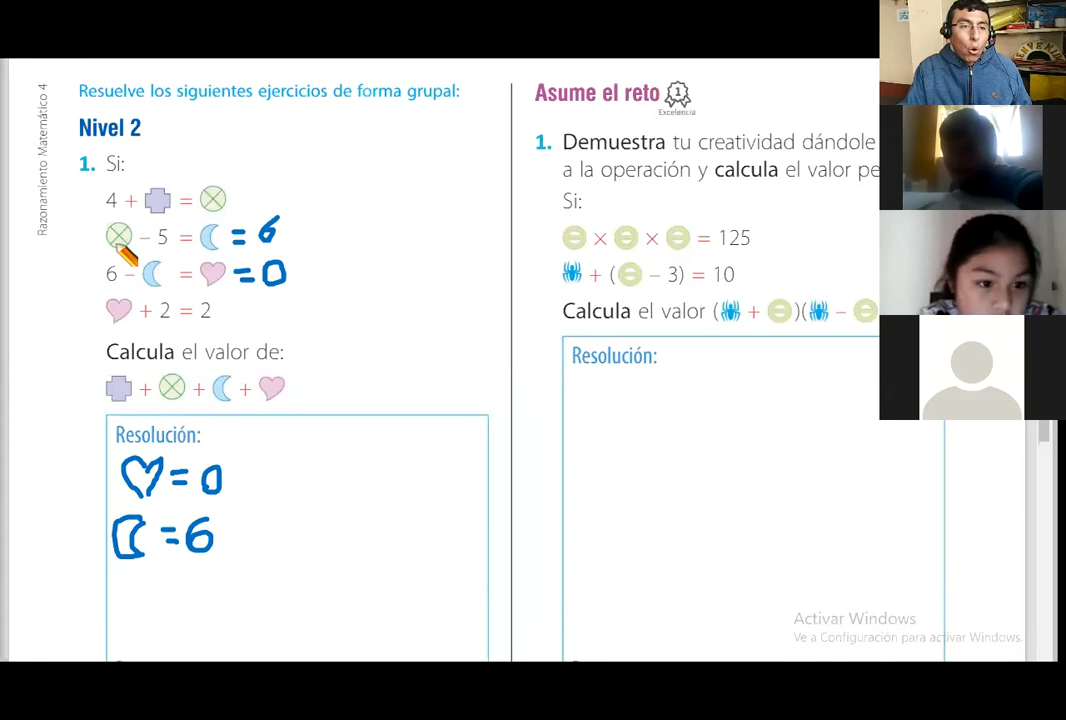 Razonamiento Matemático 4
Resuelve los siguientes ejercicios de forma grupal:
Nivel 2
1. Si:
4 + =
- 5 = = 6
6 - = = 0
+ 2 = 2
Calcula el valor de:
+ + +
Resolución:
= 0
= 6
Asume el reto 1
Excelencia
1. Demuestra tu creatividad dándole
a la operación y calcula el valor pe
Si:
× × = 125
+ ( - 3) = 10
Calcula el valor ( + )( -
Resolución:
Activar Windows
Ve a Configuración para activar Windows.